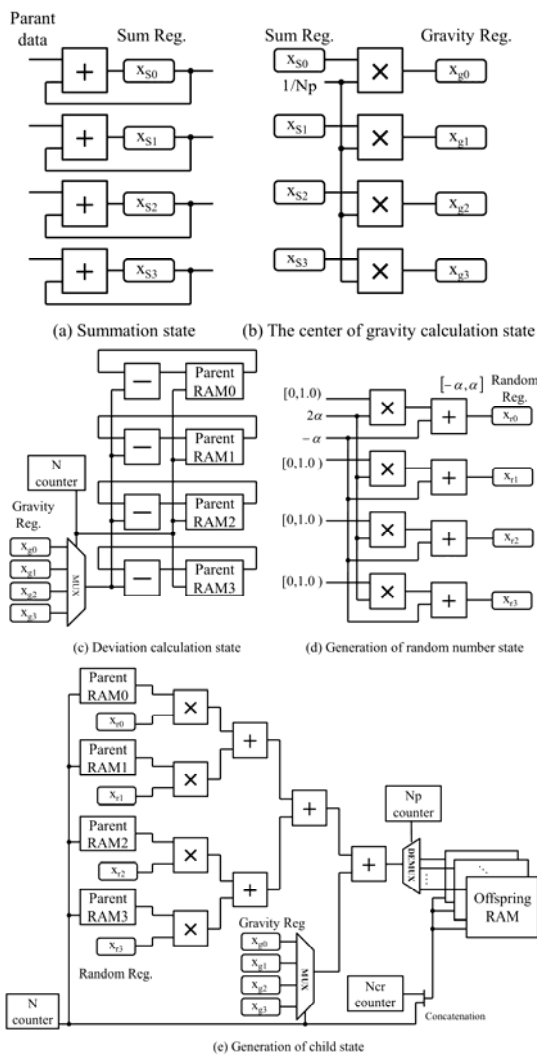 Parant
data
Sum Reg.
+
x_S0
+
x_S1
+
x_S2
+
x_S3
(a) Summation state
Sum Reg.
Gravity Reg.
x_S0
1/Np
×
x_g0
x_S1
×
x_g1
x_S2
×
x_g2
x_S3
×
x_g3
(b) The center of gravity calculation state
N
counter
Gravity
Reg.
x_g0
x_g1
x_g2
x_g3
MUX
—
Parent
RAM0
—
Parent
RAM1
—
Parent
RAM2
—
Parent
RAM3
(c) Deviation calculation state
[-α, α]
Random
Reg.
[0,1.0)
2α
-α
×
+
x_r0
[0,1.0 )
×
+
x_r1
[0,1.0 )
×
+
x_r2
[0,1.0 )
×
+
x_r3
(d) Generation of random number state
Parent
RAM0
x_r0
×
Parent
RAM1
x_r1
×
+
Parent
RAM2
x_r2
×
Parent
RAM3
x_r3
×
+
+
+
Random Reg.
Gravity Reg
x_g0
x_g1
x_g2
x_g3
MUX
N
counter
Np
counter
DEMUX
Offspring
RAM
Ncr
counter
Concatenation
(e) Generation of child state